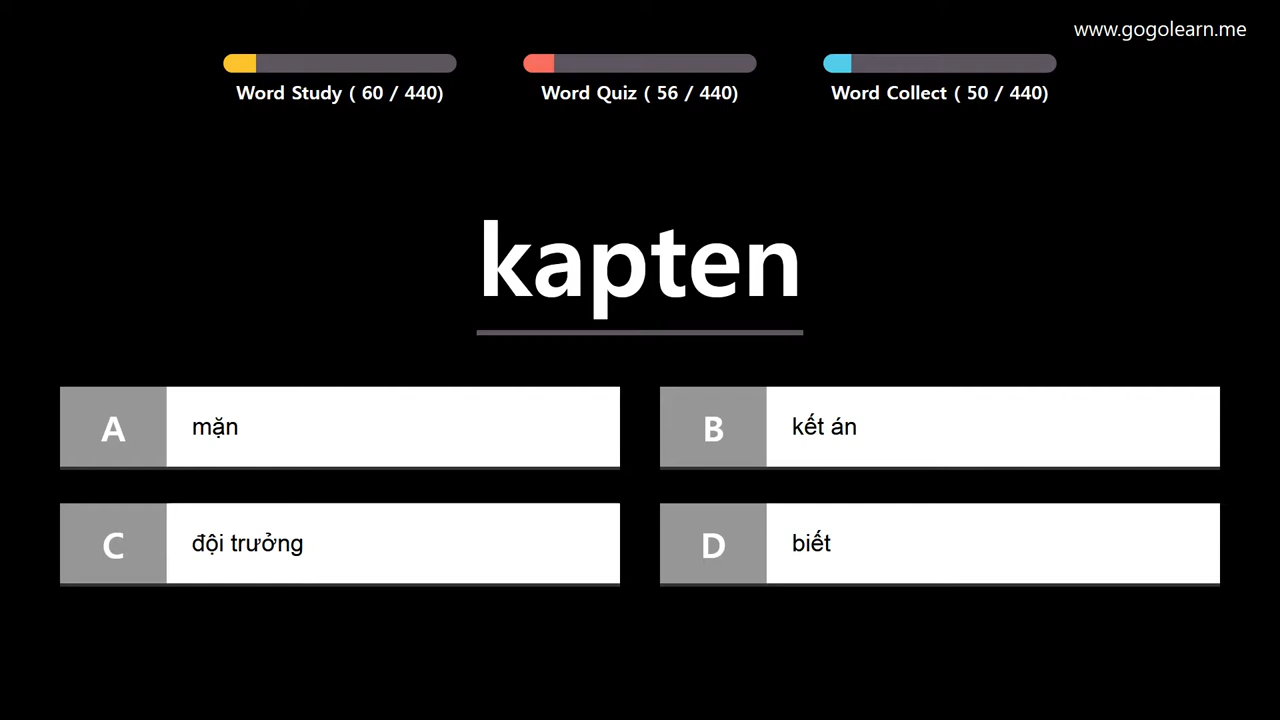 www.gogolearn.me
Word Study ( 60 / 440)
Word Quiz ( 56 / 440)
Word Collect ( 50 / 440)
kapten
A mặn
B kết án
C đội trưởng
D biết